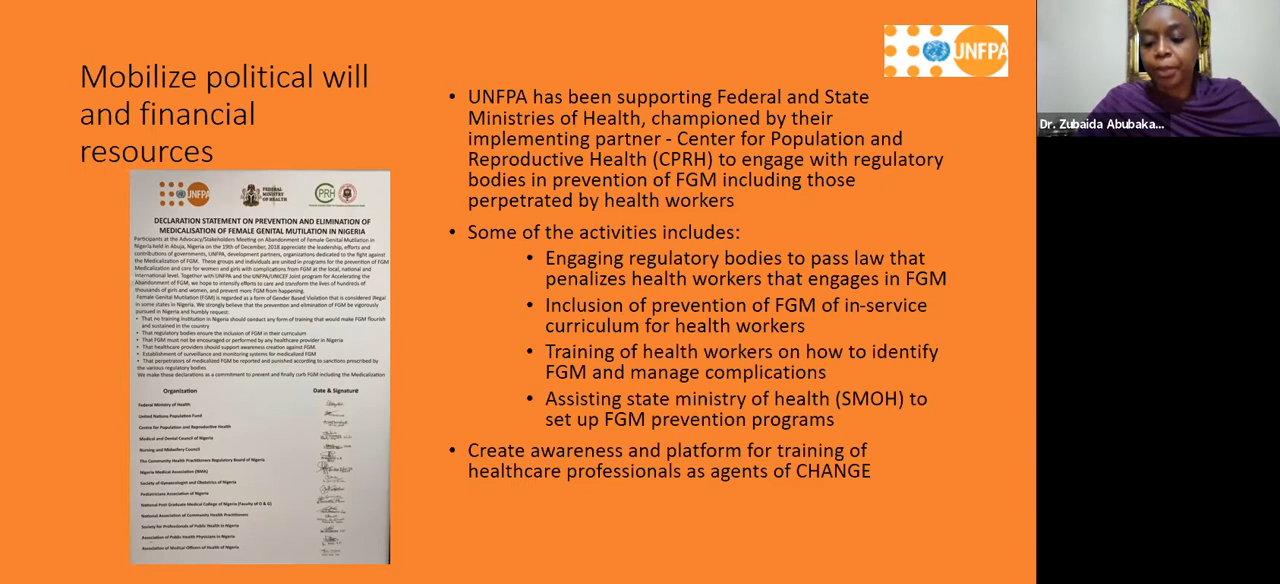 Mobilize political will
and financial
resources
UNFPA
UNFPA
FEDERAL
MINISTRY
OF HEALTH
DECLARATION STATEMENT ON PREVENTION AND ELIMINATION OF
MEDICALISATION OF FEMALE GENITAL MUTILATION IN NIGERIA
Participants at the Advocacy/Stakeholders Meeting on Abandonment of Female Genital Mutilation in
Nigeria held in Abuja, Nigeria on the 19th of December, 2018 appreciate the leadership, efforts and
contributions of governments, UNFPA, development partners, organizations dedicated to the fight against
the Medicalization of FGM. These groups and individuals are united in programs for the prevention of FGM
Medicalization and care for women and girls with complications from FGM at the local, national and
international level. Together with UNFPA and the UNFPA/UNICEF Joint program for Accelerating the
Abandonment of FGM, we hope to intensify efforts to care and transform the lives of hundreds of
thousands of girls and women, and prevent more FGM from happening.
Female Genital Mutilation (FGM) is regarded as a form of Gender Based Violation that is considered illegal
in some states in Nigeria. We strongly believe that the prevention and elimination of FGM be vigorously
pursued in Nigeria and humbly request:
• That no training institution in Nigeria should conduct any form of training that would make FGM flourish
and sustained in the country
• That regulatory bodies ensure the inclusion of FGM in their curriculum
• That FGM must not be encouraged or performed by any healthcare provider in Nigeria
• That healthcare providers should support awareness creation against FGM.
• Establishment of surveillance and monitoring systems for medicalized FGM
• That perpetrators of medicalized FGM be reported and punished according to sanctions prescribed by
the various regulatory bodies
We make these declarations as a commitment to prevent and finally curb FGM including the Medicalization
Organization Date & Signature
Federal Ministry of Health
United Nations Population Fund
Centre for Population and Reproductive Health
Medical and Dental Council of Nigeria
Nursing and Midwifery Council
The Community Health Practitioners Regulatory Board of Nigeria
Nigeria Medical Association (NMA)
Society of Gynaecologist and Obstetrics of Nigeria
Pediatricians Association of Nigeria
National Post Graduate Medical College of Nigeria (Faculty of O & G)
National Association of Community Health Practitioners
Society for Professionals of Public Health in Nigeria
Association of Public Health Physicians in Nigeria
Association of Medical Officers of Health of Nigeria
• UNFPA has been supporting Federal and State
Ministries of Health, championed by their
implementing partner - Center for Population and
Reproductive Health (CPRH) to engage with regulatory
bodies in prevention of FGM including those
perpetrated by health workers
• Some of the activities includes:
• Engaging regulatory bodies to pass law that
penalizes health workers that engages in FGM
• Inclusion of prevention of FGM of in-service
curriculum for health workers
• Training of health workers on how to identify
FGM and manage complications
• Assisting state ministry of health (SMOH) to
set up FGM prevention programs
• Create awareness and platform for training of
healthcare professionals as agents of CHANGE
Dr. Zubaida Abubaka...